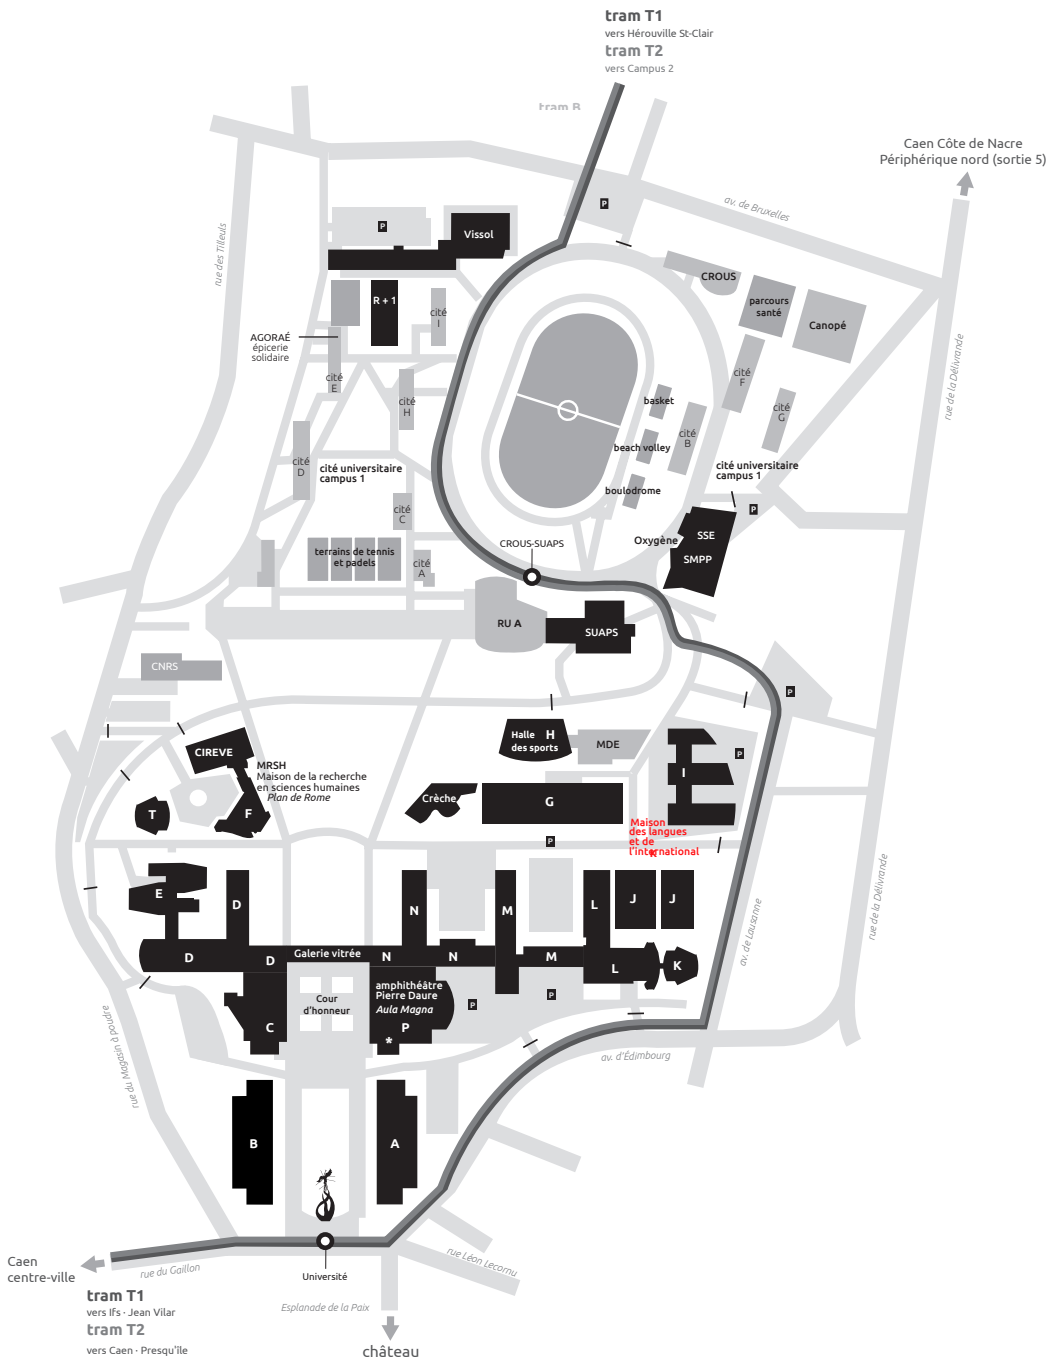 tram T1
vers Hérouville St-Clair
tram T2
vers Campus 2
tram B
Caen Côte de Nacre
Périphérique nord (sortie 5)
av. de Bruxelles
rue des Tilleuls
P
P
Vissol
CROUS
parcours
santé
Canopé
R + 1
cité
I
AGORAÉ
épicerie
solidaire
cité
E
cité
H
cité
F
cité
G
rue de la Délivrande
basket
beach volley
cité
B
boulodrome
cité
D
cité universitaire
campus 1
cité universitaire
campus 1
cité
C
P
Oxygène
SSE
SMPP
CROUS-SUAPS
terrains de tennis
et padels
cité
A
RU A
SUAPS
CNRS
P
CIREVE
MRSH
Maison de la recherche
en sciences humaines
Plan de Rome
Halle H
des sports
MDE
P
I
T
F
Crèche
G
P
Maison
des langues
et de
l'international
K
E
D
N
M
L
J
J
rue de la Délivrande
av. de Lausanne
D
D
Galerie vitrée
N
N
M
L
K
amphithéâtre
Pierre Daure
Aula Magna
P
*
P
P
Cour
d'honneur
C
rue du Magasin à poudre
av. d'Édimbourg
B
A
Caen
centre-ville
rue du Gaillon
Université
rue Léon Lecornu
tram T1
vers Ifs · Jean Vilar
tram T2
vers Caen · Presqu'île
Esplanade de la Paix
château